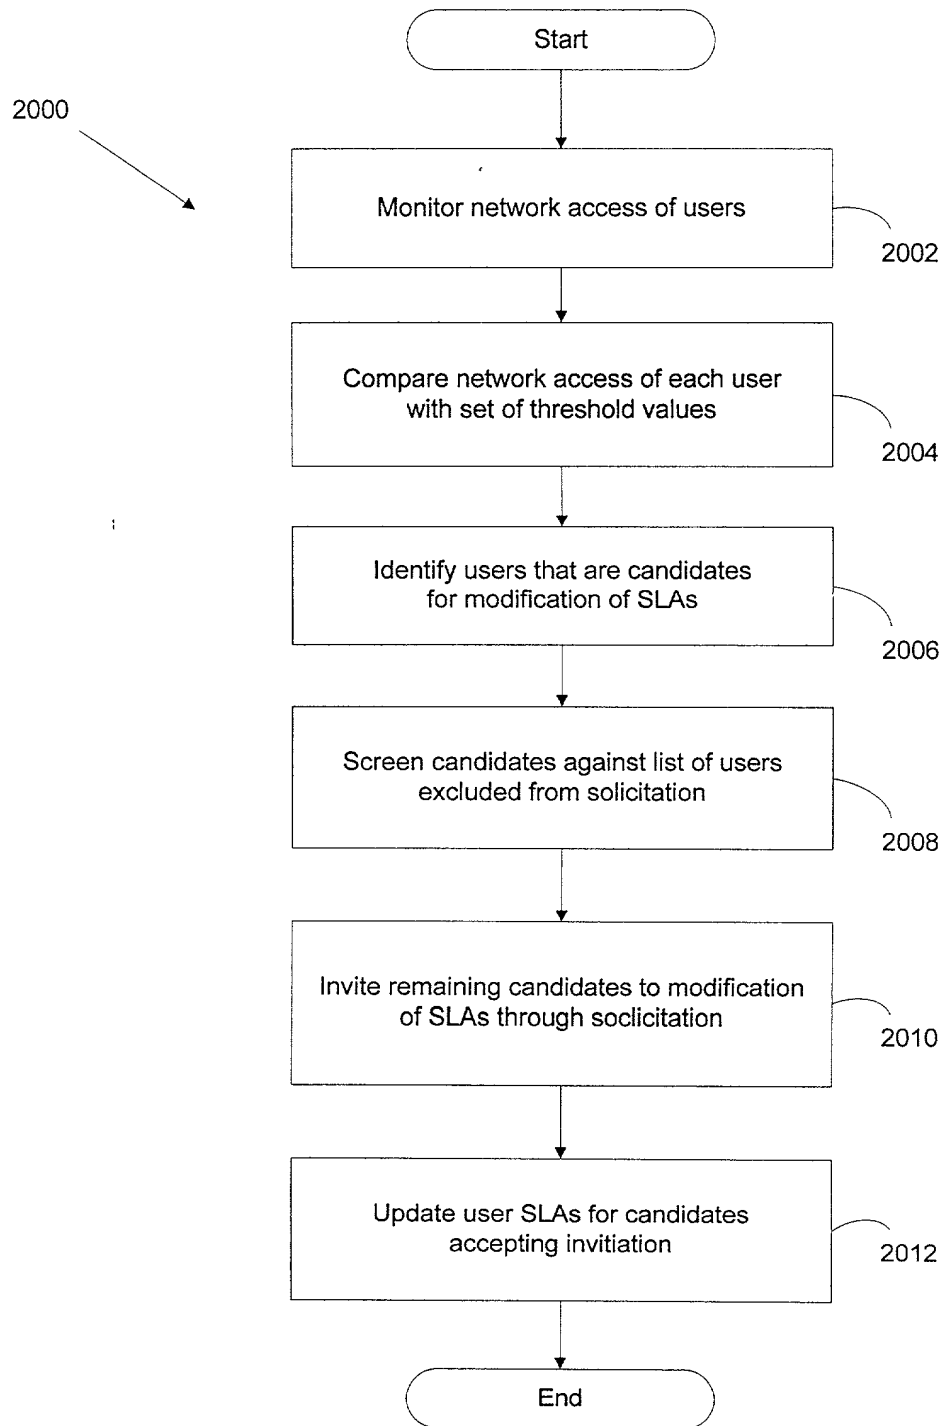 Start
2000
Monitor network access of users
2002
Compare network access of each user
with set of threshold values
2004
Identify users that are candidates
for modification of SLAs
2006
Screen candidates against list of users
excluded from solicitation
2008
Invite remaining candidates to modification
of SLAs through soclicitation
2010
Update user SLAs for candidates
accepting invitiation
2012
End